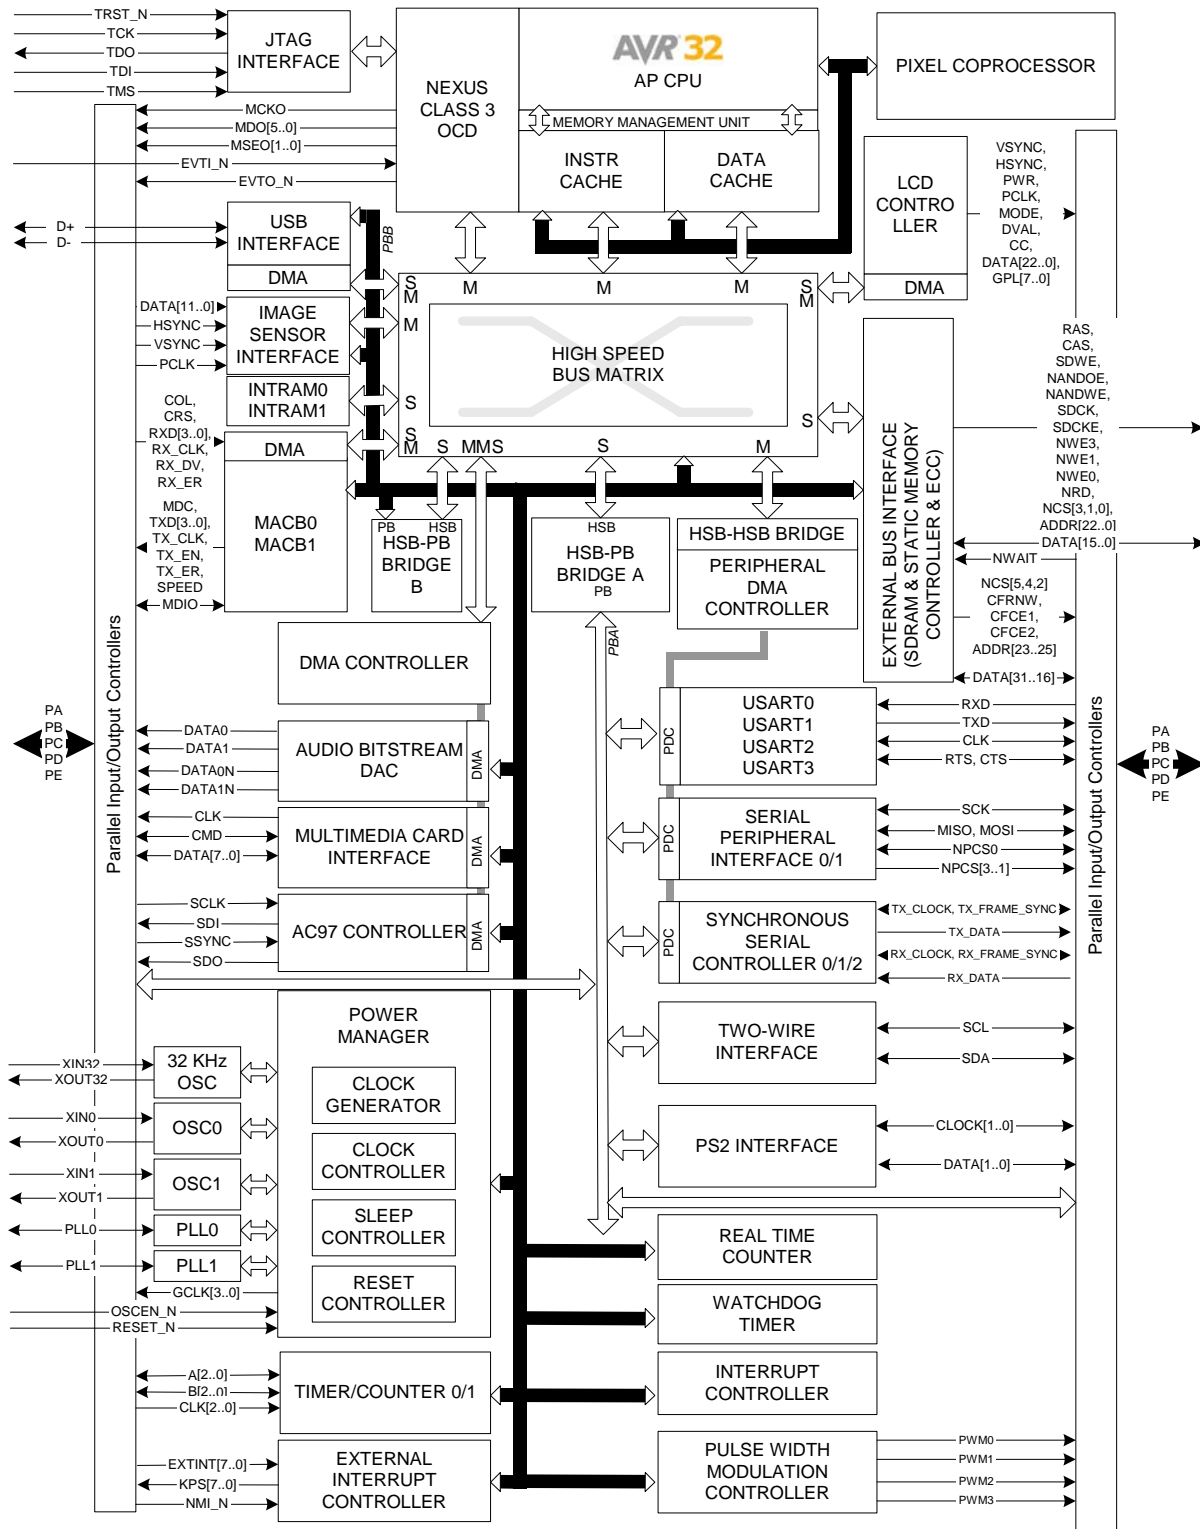 TRST_N
TCK
TDO
TDI
TMS
JTAG
INTERFACE
NEXUS
CLASS 3
OCD
AVR 32
AP CPU
MEMORY MANAGEMENT UNIT
INSTR
CACHE
DATA
CACHE
PIXEL COPROCESSOR
MCKO
MDO[5..0]
MSEO[1..0]
EVTI_N
EVTO_N
LCD
CONTRO
LLER
DMA
VSYNC,
HSYNC,
PWR,
PCLK,
MODE,
DVAL,
CC,
DATA[22..0],
GPL[7..0]
D+
D-
USB
INTERFACE
DMA
PBB
DATA[11..0]
HSYNC
VSYNC
PCLK
IMAGE
SENSOR
INTERFACE
INTRAM0
INTRAM1
S
M
M
M
M
S
M
M
S
S
M
S
S
MMS
S
M
HIGH SPEED
BUS MATRIX
COL,
CRS,
RXD[3..0],
RX_CLK,
RX_DV,
RX_ER
MDC,
TXD[3..0],
TX_CLK,
TX_EN,
TX_ER,
SPEED
MDIO
DMA
MACB0
MACB1
PB
HSB
HSB-PB
BRIDGE
B
HSB
HSB-PB
BRIDGE A
PB
HSB-HSB BRIDGE
PERIPHERAL
DMA
CONTROLLER
EXTERNAL BUS INTERFACE
(SDRAM & STATIC MEMORY
CONTROLLER & ECC)
RAS,
CAS,
SDWE,
NANDOE,
NANDWE,
SDCK,
SDCKE,
NWE3,
NWE1,
NWE0,
NRD,
NCS[3,1,0],
ADDR[22..0]
DATA[15..0]
NWAIT
NCS[5,4,2]
CFRNW,
CFCE1,
CFCE2,
ADDR[23..25]
DATA[31..16]
PBA
DMA CONTROLLER
Parallel Input/Output Controllers
PA
PB
PC
PD
PE
DATA0
DATA1
DATA0N
DATA1N
AUDIO BITSTREAM
DAC
DMA
CLK
CMD
DATA[7..0]
MULTIMEDIA CARD
INTERFACE
DMA
SCLK
SDI
SSYNC
SDO
AC97 CONTROLLER
DMA
PDC
USART0
USART1
USART2
USART3
RXD
TXD
CLK
RTS, CTS
PDC
SERIAL
PERIPHERAL
INTERFACE 0/1
SCK
MISO, MOSI
NPCS0
NPCS[3..1]
PDC
SYNCHRONOUS
SERIAL
CONTROLLER 0/1/2
TX_CLOCK, TX_FRAME_SYNC
TX_DATA
RX_CLOCK, RX_FRAME_SYNC
RX_DATA
Parallel Input/Output Controllers
PA
PB
PC
PD
PE
TWO-WIRE
INTERFACE
SCL
SDA
PS2 INTERFACE
CLOCK[1..0]
DATA[1..0]
POWER
MANAGER
CLOCK
GENERATOR
CLOCK
CONTROLLER
SLEEP
CONTROLLER
RESET
CONTROLLER
XIN32
XOUT32
32 KHz
OSC
XIN0
XOUT0
OSC0
XIN1
XOUT1
OSC1
PLL0
PLL0
PLL1
PLL1
GCLK[3..0]
OSCEN_N
RESET_N
REAL TIME
COUNTER
WATCHDOG
TIMER
INTERRUPT
CONTROLLER
A[2..0]
B[2..0]
CLK[2..0]
TIMER/COUNTER 0/1
EXTINT[7..0]
KPS[7..0]
NMI_N
EXTERNAL
INTERRUPT
CONTROLLER
PULSE WIDTH
MODULATION
CONTROLLER
PWM0
PWM1
PWM2
PWM3